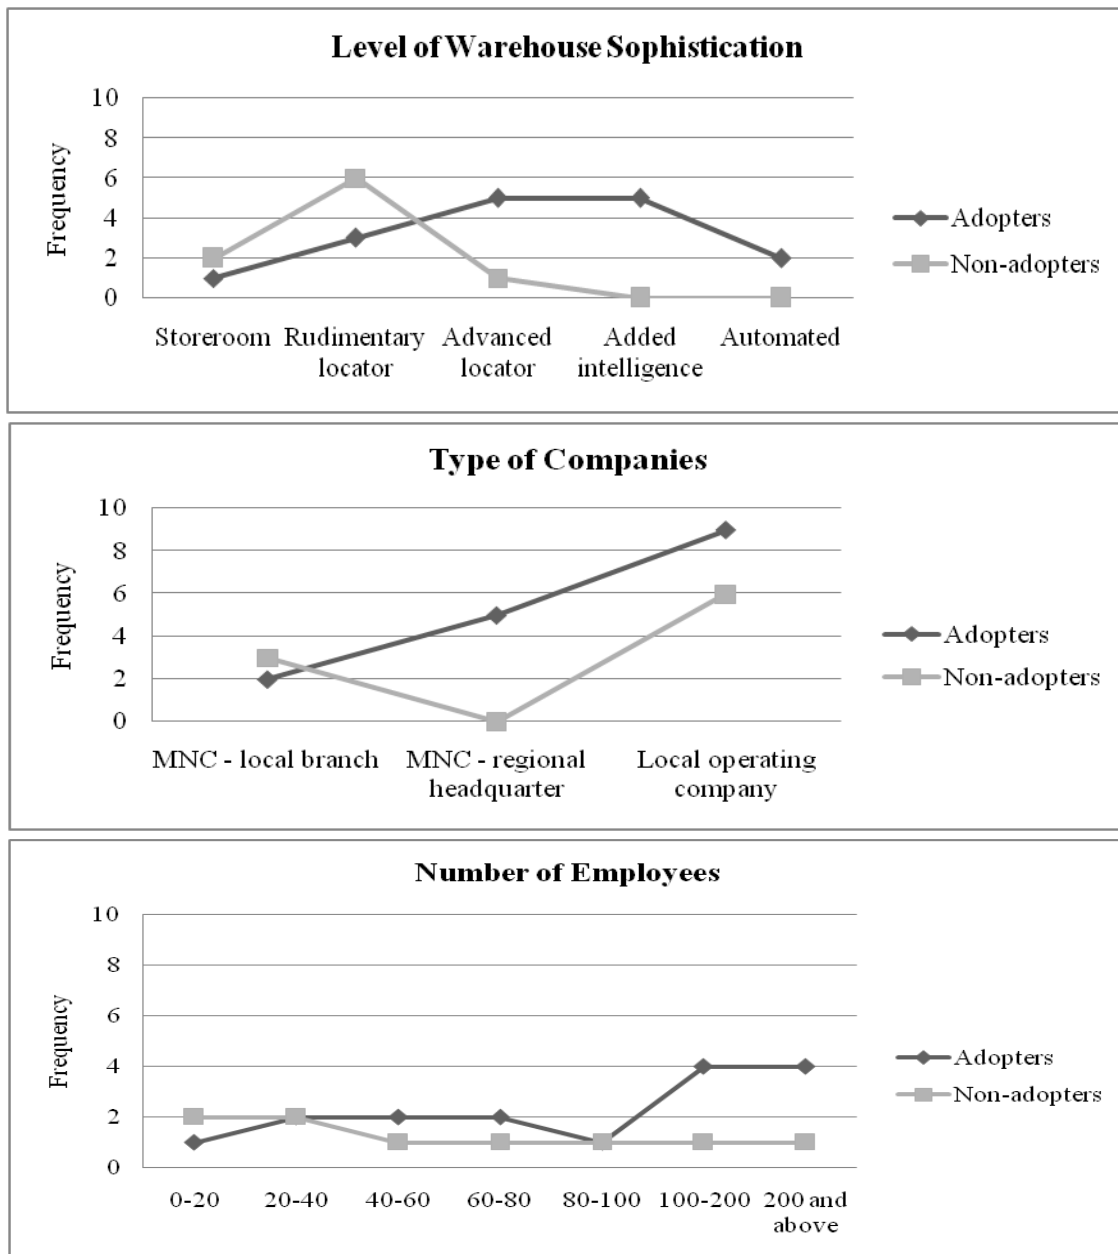 Level of Warehouse Sophistication
10
8
6
4
2
0
Frequency
Storeroom Rudimentary Advanced Added Automated
locator locator intelligence
Adopters
Non-adopters
Type of Companies
10
8
6
4
2
0
Frequency
MNC - local branch MNC - regional Local operating
headquarter company
Adopters
Non-adopters
Number of Employees
10
8
6
4
2
0
Frequency
0-20 20-40 40-60 60-80 80-100 100-200 200 and
above
Adopters
Non-adopters